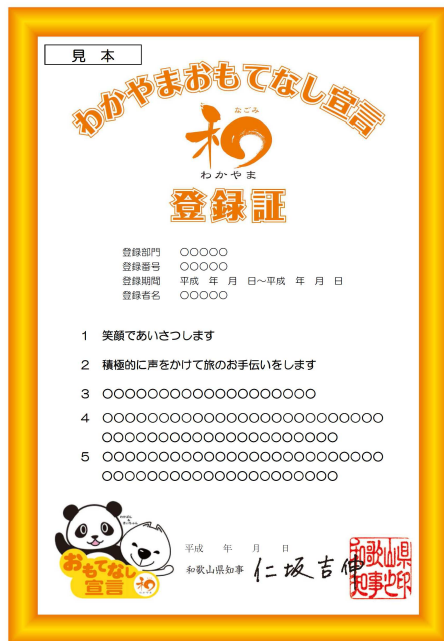 見 本
わかやまおもてなし宣言
なごみ
和
わかやま
登録証
登録部門 ○○○○○
登録番号 ○○○○○
登録期間 平成 年 月 日~平成 年 月 日
登録者名 ○○○○○
1 笑顔であいさつします
2 積極的に声をかけて旅のお手伝いをします
3 ○○○○○○○○○○○○○○○○○○○
4 ○○○○○○○○○○○○○○○○○○○○○○○○○
○○○○○○○○○○○○○○○○○○○○○
5 ○○○○○○○○○○○○○○○○○○○○○○○○○
○○○○○○○○○○○○○○○○○○○○○
おもてなし
宣言
和
平成 年 月 日
和歌山県知事 仁坂吉伸
和歌山県
知事之印